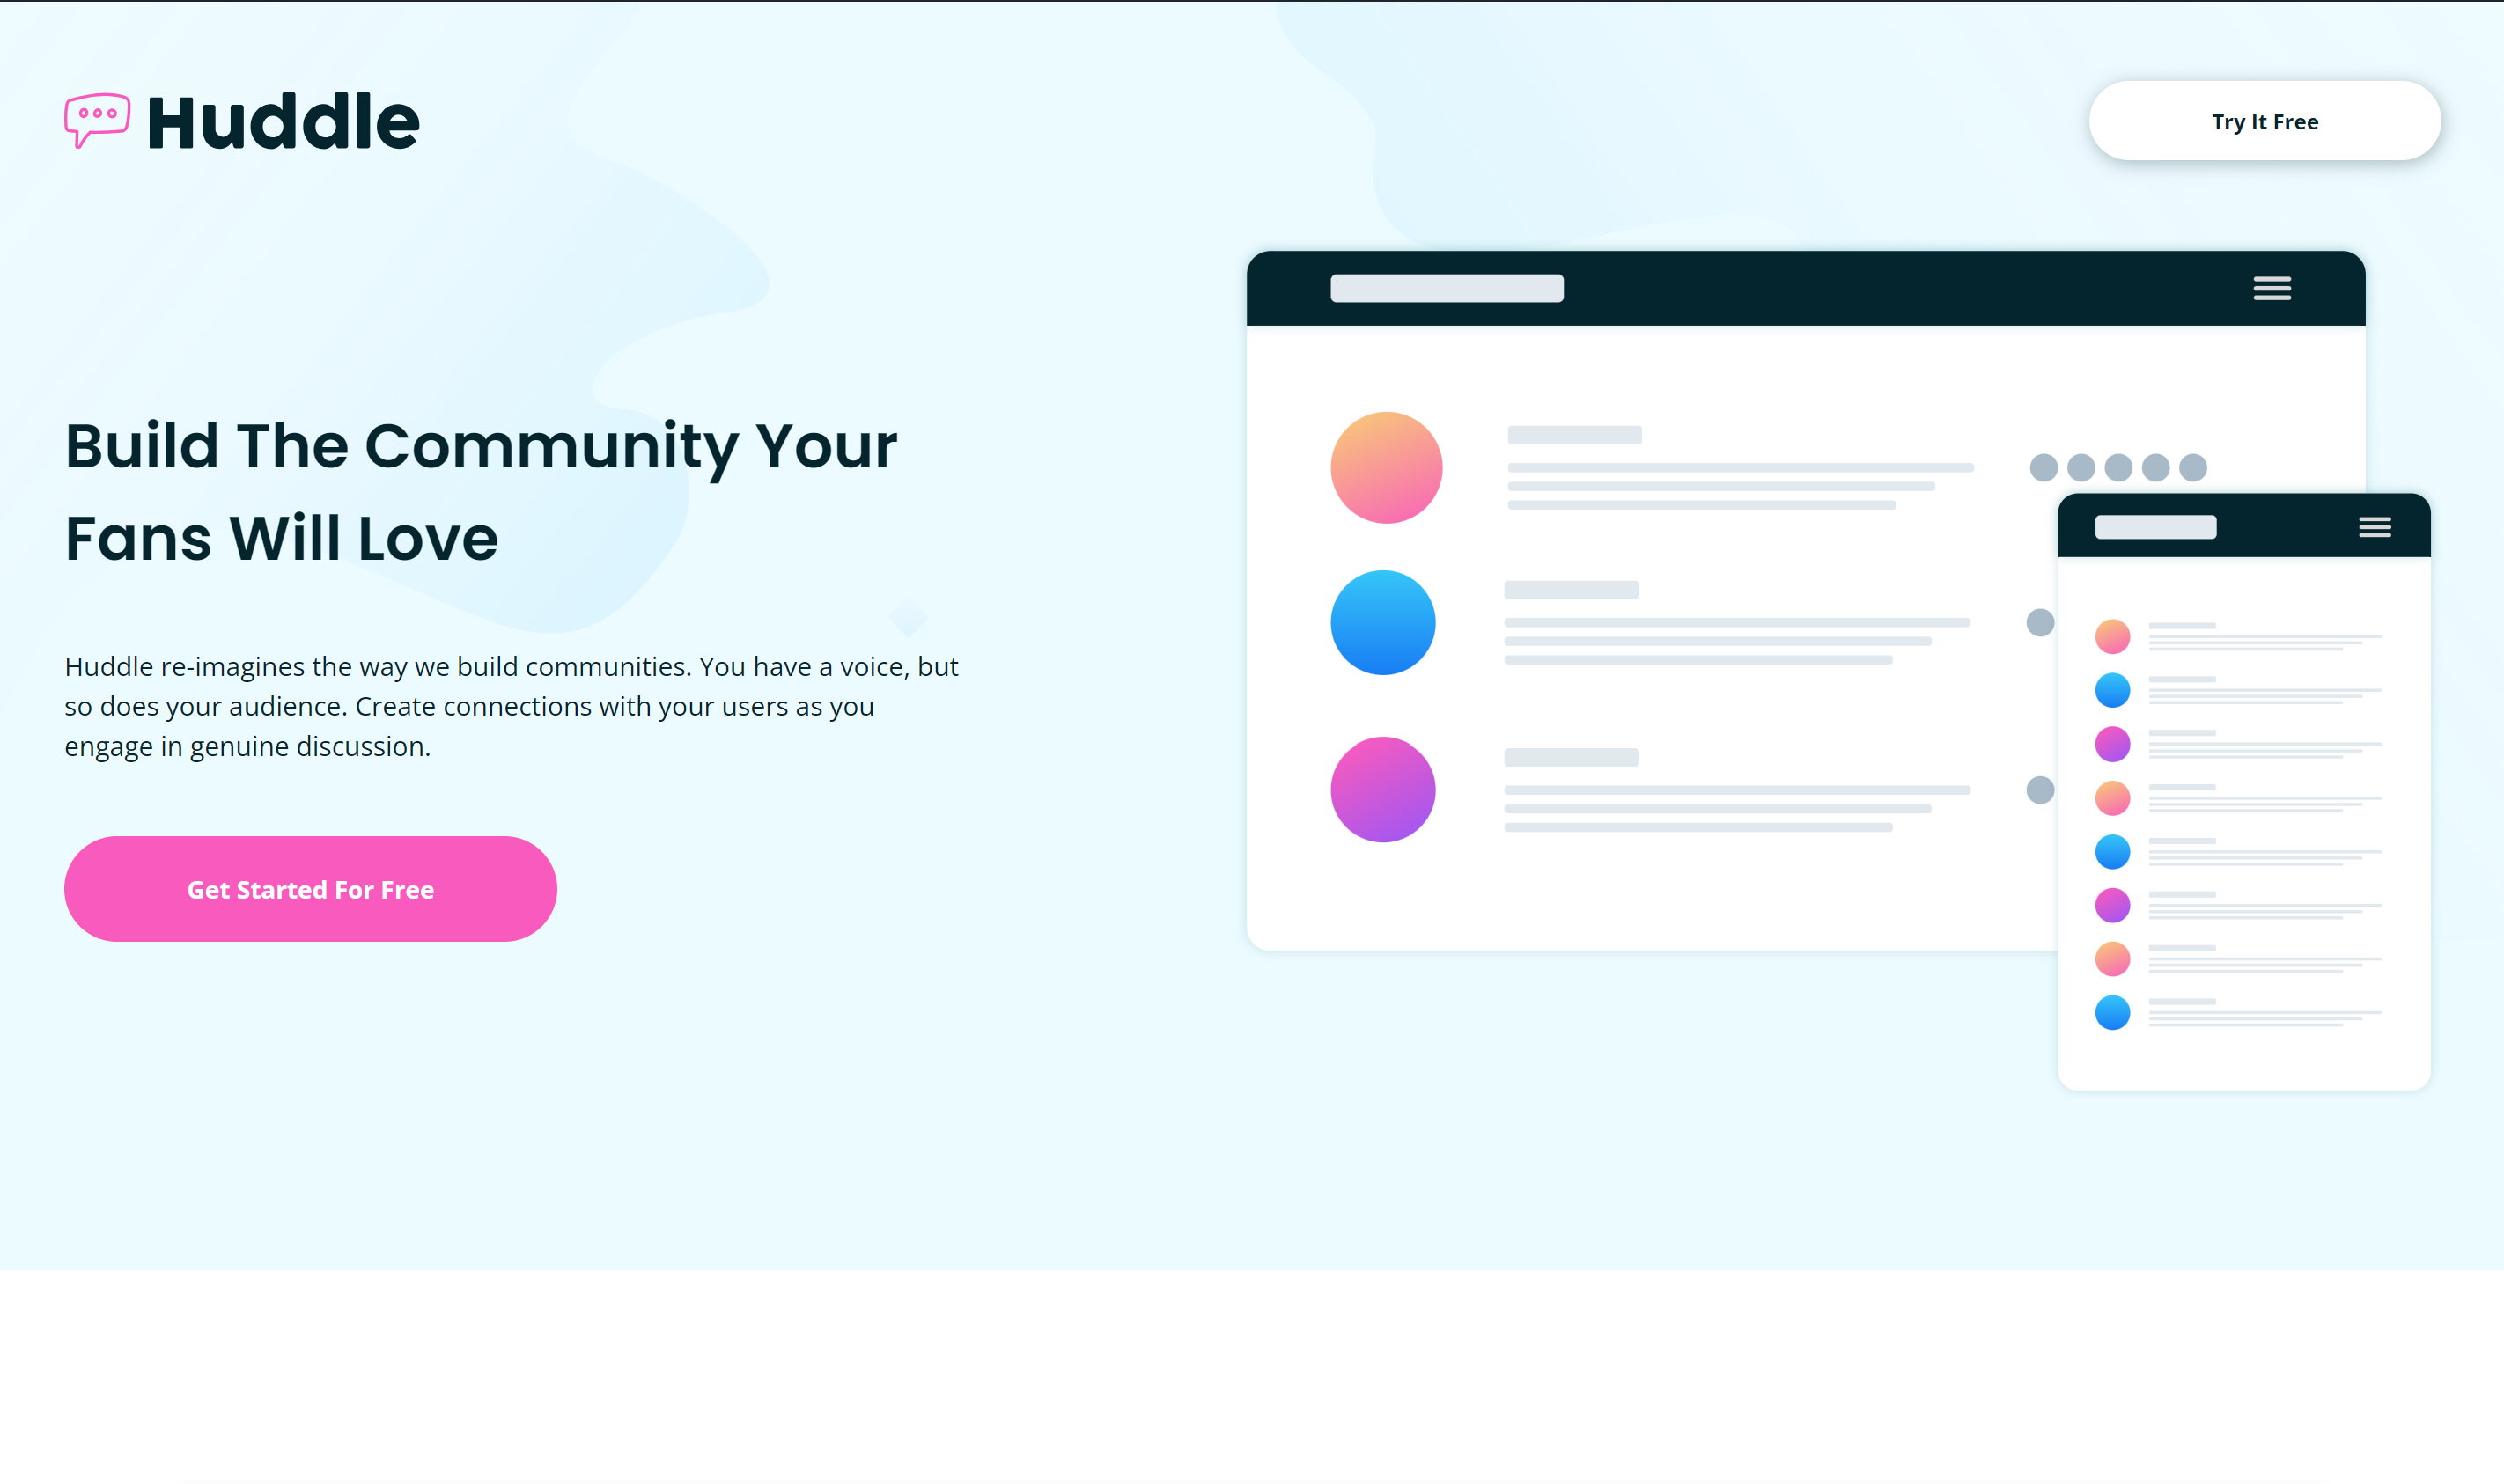 Huddle
Try It Free
Build The Community Your
Fans Will Love
Huddle re-imagines the way we build communities. You have a voice, but
so does your audience. Create connections with your users as you
engage in genuine discussion.
Get Started For Free